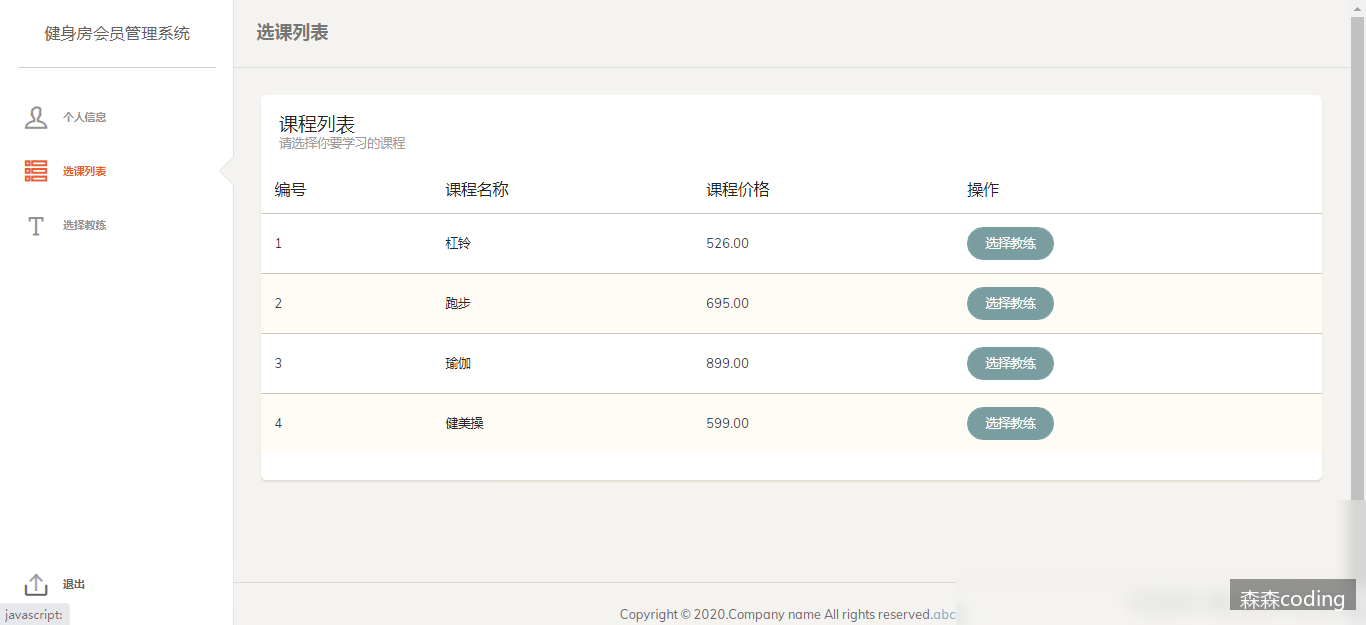 健身房会员管理系统
选课列表
个人信息
选课列表
选择教练
课程列表
请选择你要学习的课程
编号 课程名称 课程价格 操作
1 杠铃 526.00 选择教练
2 跑步 695.00 选择教练
3 瑜伽 899.00 选择教练
4 健美操 599.00 选择教练
退出
javascript:
Copyright © 2020.Company name All rights reserved.abc
森森coding